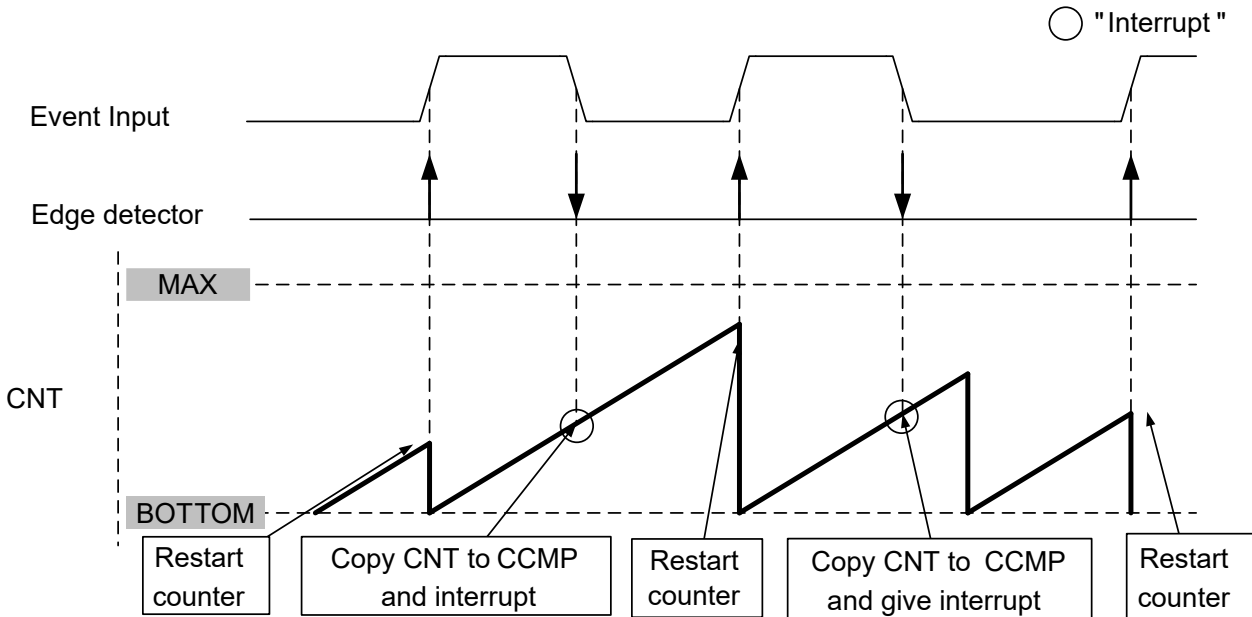 "Interrupt"
Event Input
Edge detector
MAX
CNT
BOTTOM
Restart
counter
Copy CNT to CCMP
and interrupt
Restart
counter
Copy CNT to CCMP
and give interrupt
Restart
counter